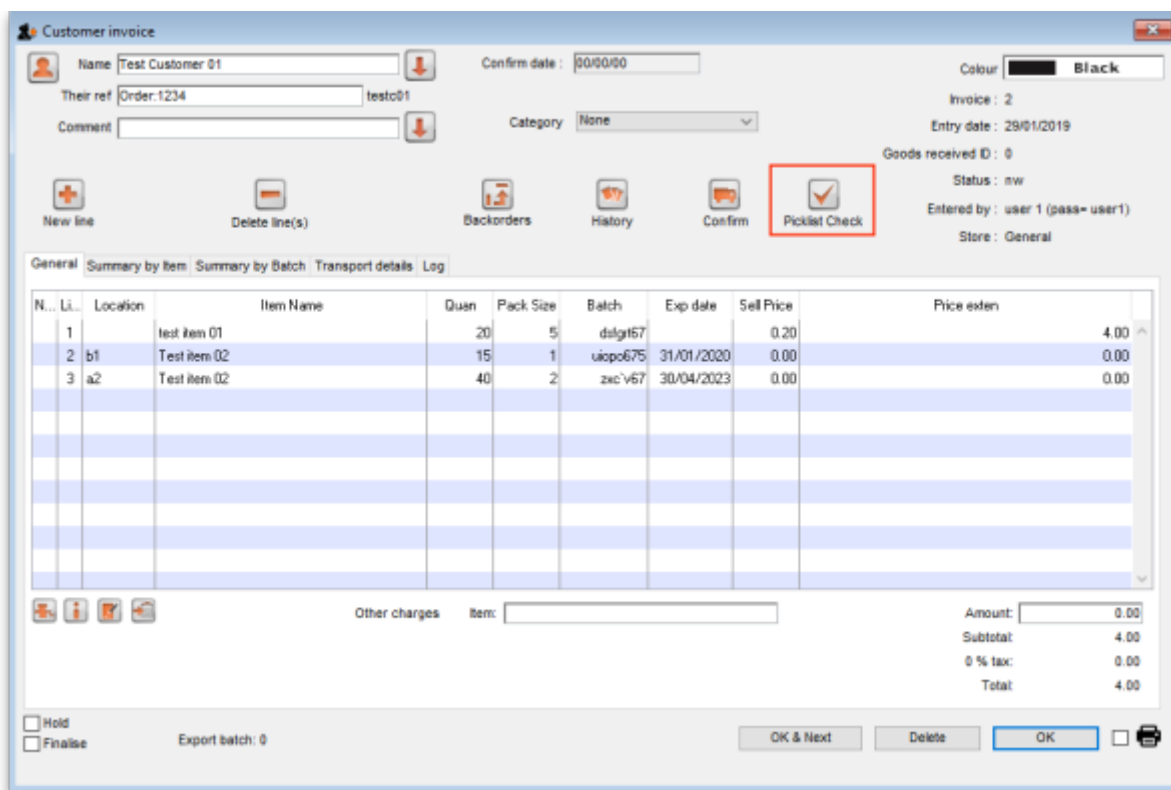 Customer invoice
Name Test Customer 01 Confirm date : 00/00/00 Colour Black
Their ref Order:1234 testc01 Invoice : 2
Comment Category None Entry date : 29/01/2019
Goods received ID : 0
Status : nw
New line Delete line(s) Backorders History Confirm Picklist Check Entered by : user 1 (pass= user1)
Store : General
General Summary by Item Summary by Batch Transport details Log
N... Li... Location Item Name Quan Pack Size Batch Exp date Sell Price Price exten
1 test item 01 20 5 dsfgrt67 0.20 4.00
2 b1 Test item 02 15 1 uiopo675 31/01/2020 0.00 0.00
3 a2 Test item 02 40 2 zxc`v67 30/04/2023 0.00 0.00
Other charges Item: Amount: 0.00
Subtotal: 4.00
0 % tax: 0.00
Total: 4.00
Hold
Finalise Export batch: 0 OK & Next Delete OK